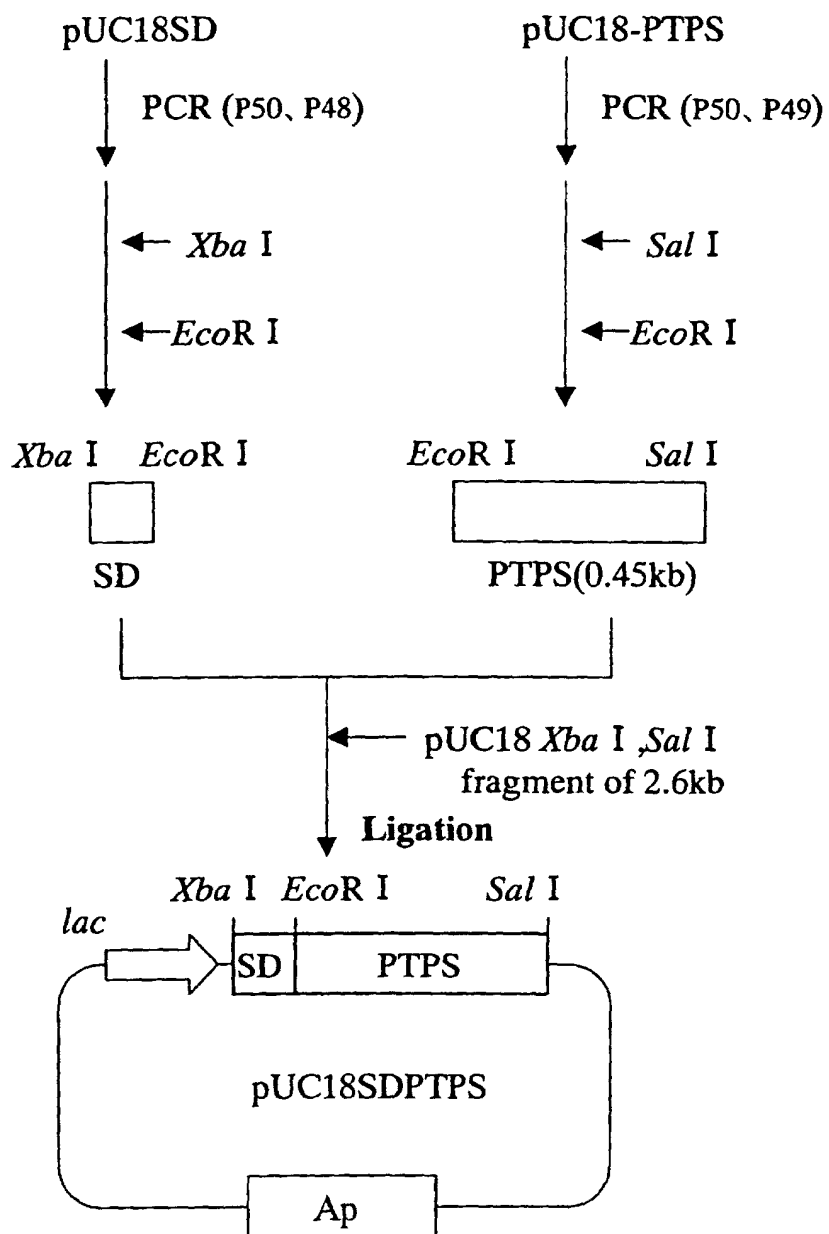 pUC18SD
pUC18-PTPS
PCR (P50、P48)
PCR (P50、P49)
Xba I
Sal I
EcoR I
EcoR I
Xba I EcoR I
EcoR I Sal I
SD
PTPS(0.45kb)
pUC18 Xba I ,Sal I
fragment of 2.6kb
Ligation
Xba I EcoR I Sal I
lac
SD
PTPS
pUC18SDPTPS
Ap